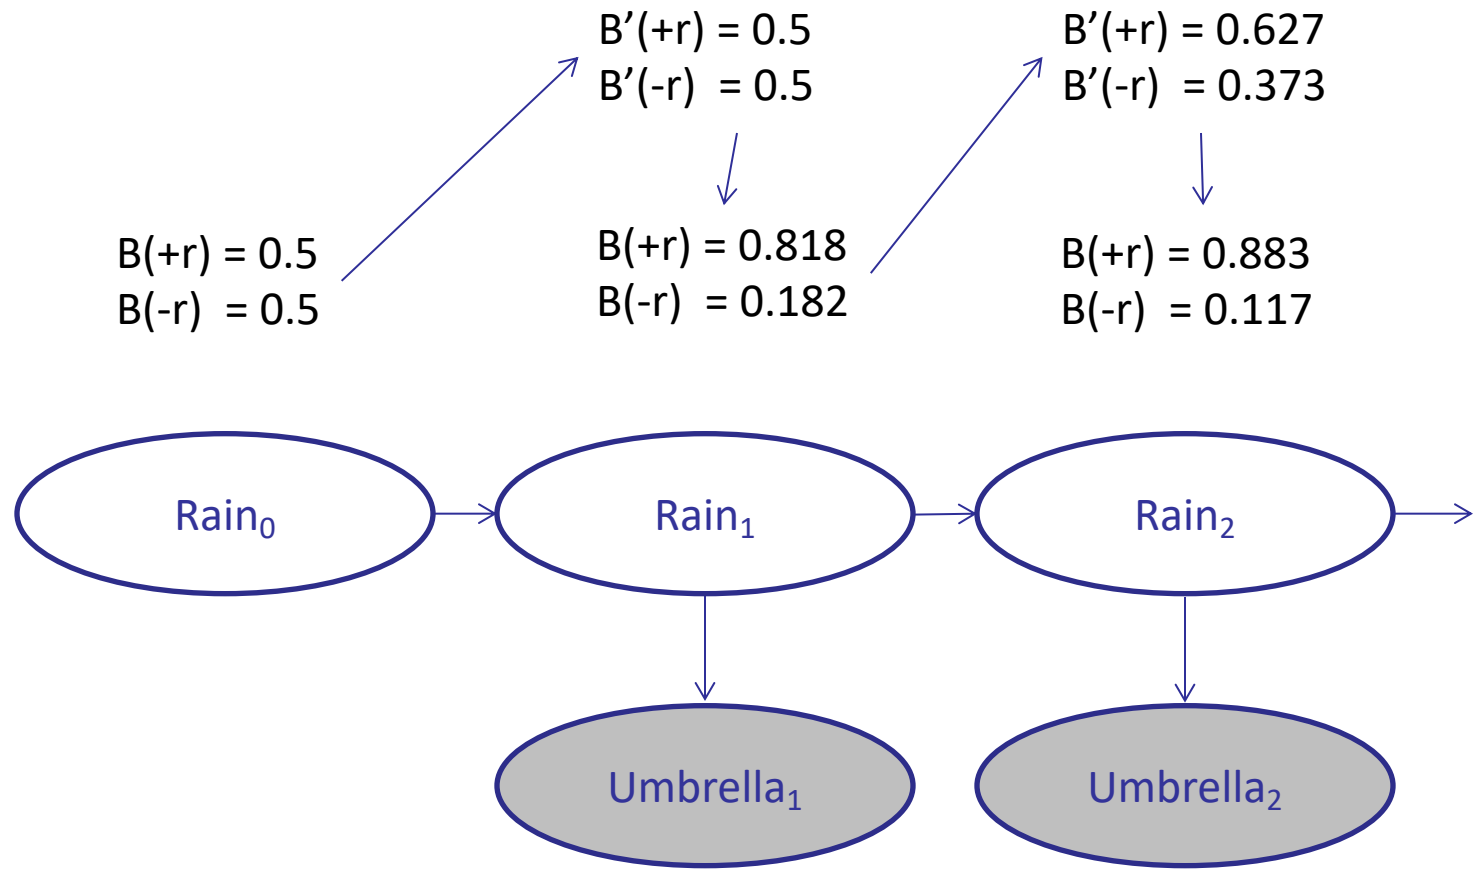 B’(+r) = 0.5
B’(-r) = 0.5
B’(+r) = 0.627
B’(-r) = 0.373
B(+r) = 0.5
B(-r) = 0.5
B(+r) = 0.818
B(-r) = 0.182
B(+r) = 0.883
B(-r) = 0.117
Rain₀
Rain₁
Rain₂
Umbrella₁
Umbrella₂